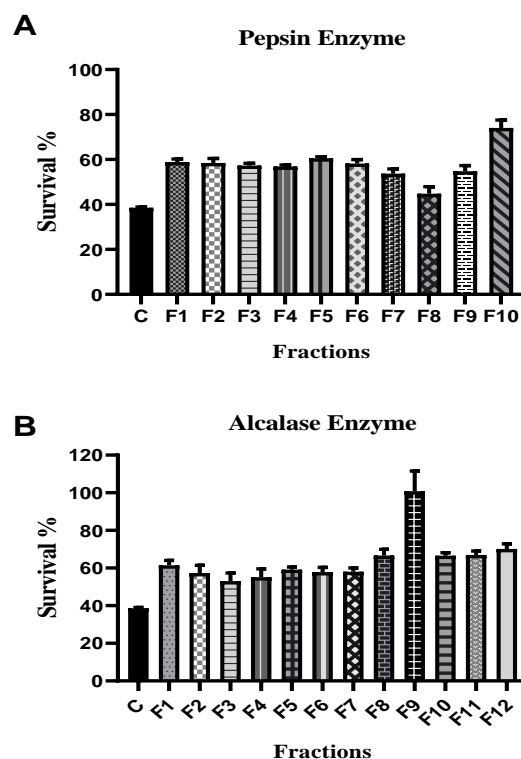 A
Pepsin Enzyme
Survival %
100
80
60
40
20
0
C F1 F2 F3 F4 F5 F6 F7 F8 F9 F10
Fractions
B
Alcalase Enzyme
Survival %
120
100
80
60
40
20
0
C F1 F2 F3 F4 F5 F6 F7 F8 F9 F10 F11 F12
Fractions